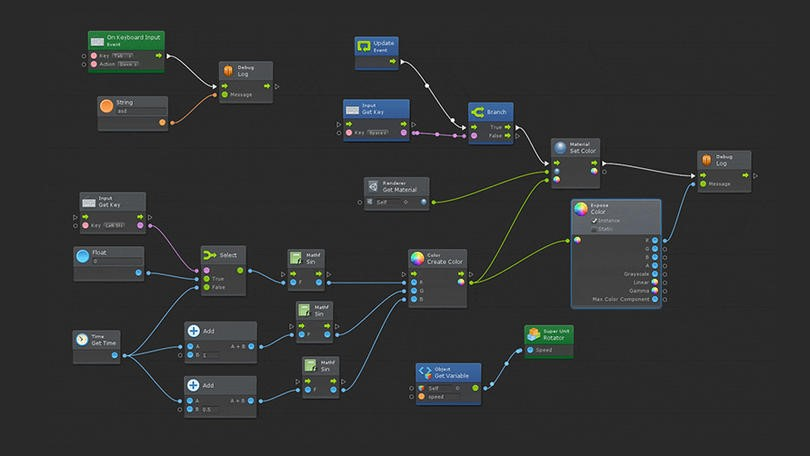 On Keyboard Input
Event
Key Tab
Action Down
Debug
Log
Message
String
asd
Update
Event
Input
Get Key
Key Space
Branch
True
False
Material
Set Color
Debug
Log
Message
Renderer
Get Material
Self
Expose
Color
Instance
Static
R
G
B
A
Grayscale
Linear
Gamma
Max Color Component
Input
Get Key
Key
Float
0
Select
True
False
Mathf
Sin
F
Color
Create Color
R
G
B
Time
Get Time
Add
A A + B
B 1
Mathf
Sin
F
Add
A A + B
B 0.5
Mathf
Sin
F
Super Unit
Rotator
Speed
Object
Get Variable
Self
speed